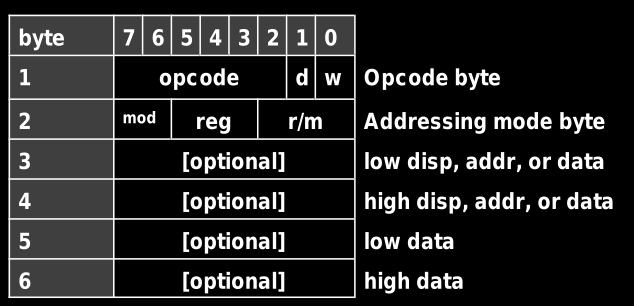 byte 7 6 5 4 3 2 1 0
1 opcode d w Opcode byte
2 mod reg r/m Addressing mode byte
3 [optional] low disp, addr, or data
4 [optional] high disp, addr, or data
5 [optional] low data
6 [optional] high data